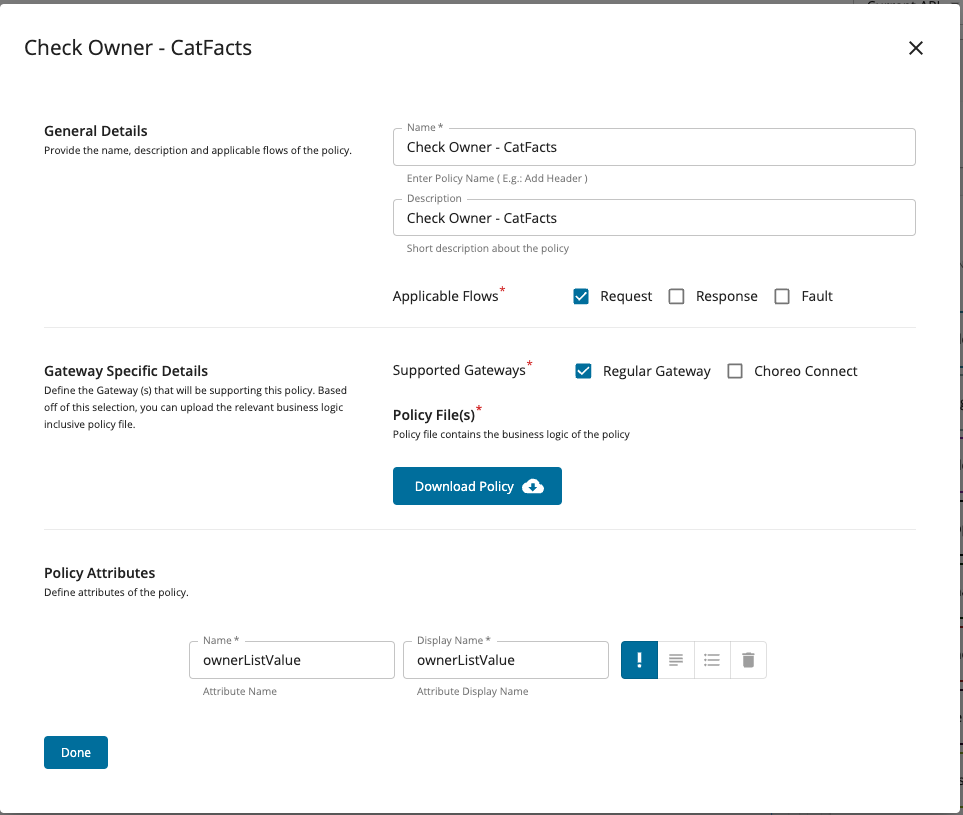 Check Owner - CatFacts
General Details
Provide the name, description and applicable flows of the policy.
Name *
Check Owner - CatFacts
Enter Policy Name ( E.g.: Add Header )
Description
Check Owner - CatFacts
Short description about the policy
Applicable Flows* Request Response Fault
Gateway Specific Details
Define the Gateway (s) that will be supporting this policy. Based
off of this selection, you can upload the relevant business logic
inclusive policy file.
Supported Gateways* Regular Gateway Choreo Connect
Policy File(s)*
Policy file contains the business logic of the policy
Download Policy
Policy Attributes
Define attributes of the policy.
Name *
ownerListValue
Attribute Name
Display Name *
ownerListValue
Attribute Display Name
Done